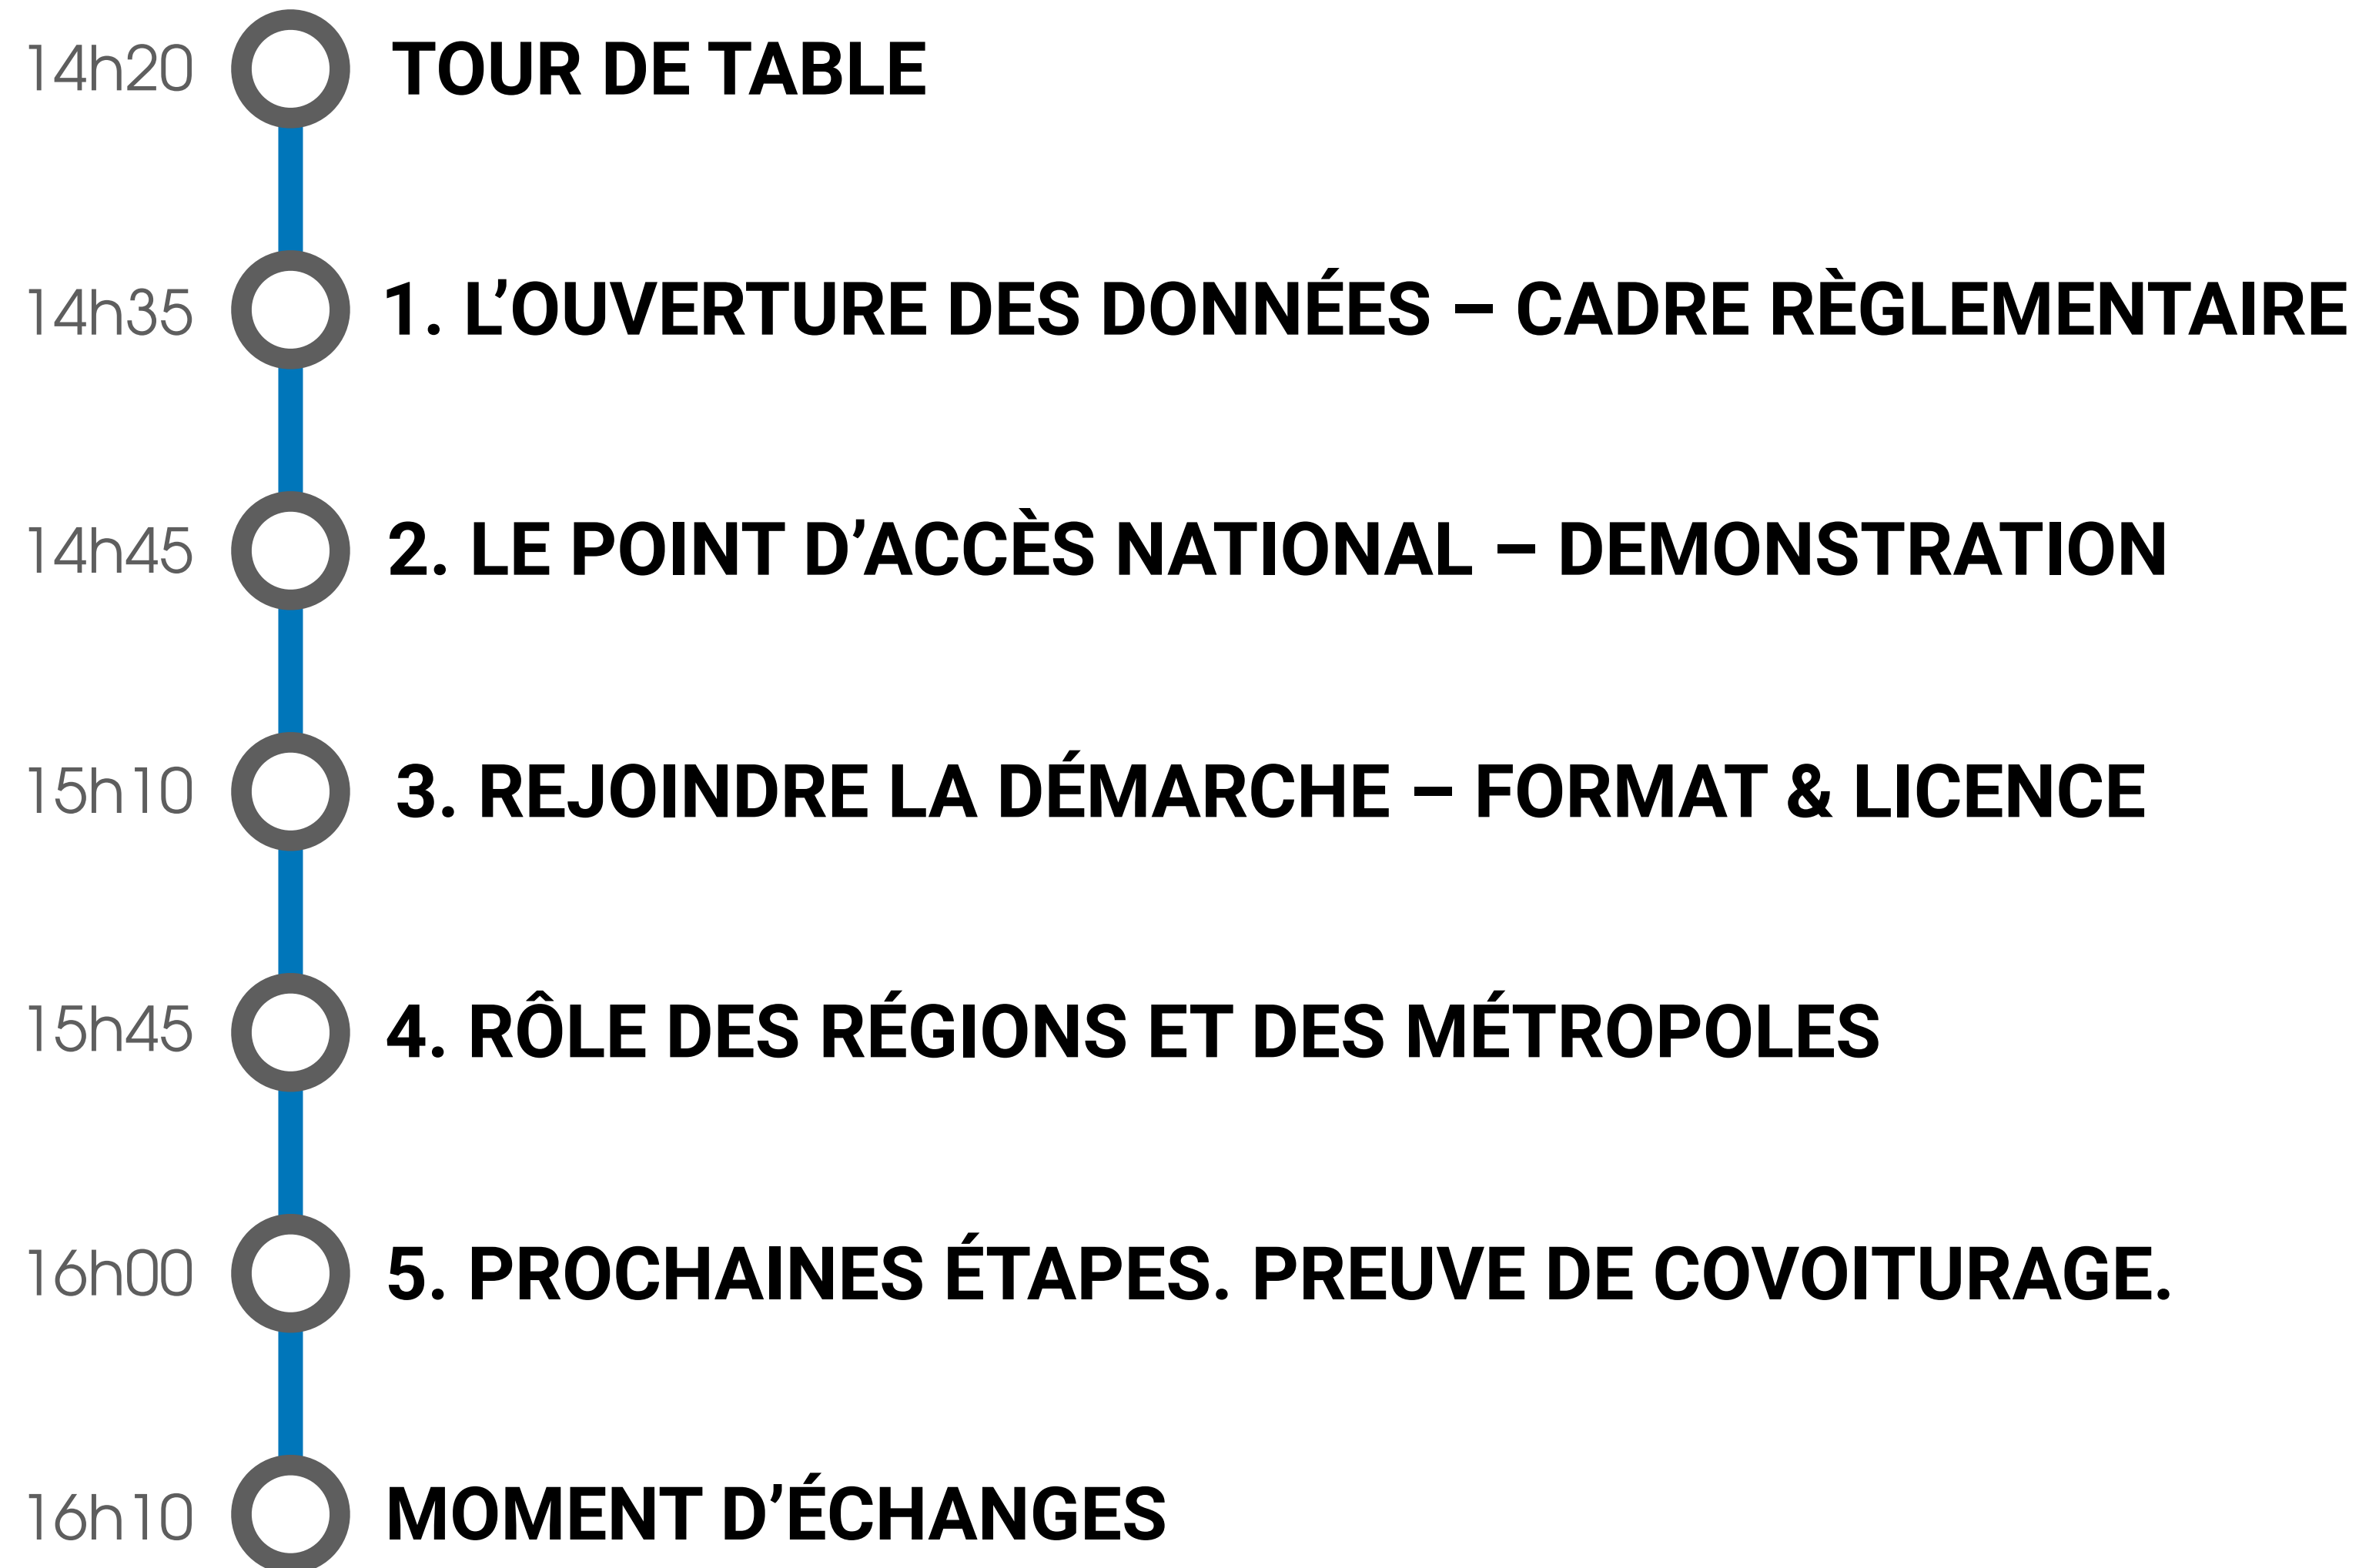 14h20 TOUR DE TABLE
14h35 1. L'OUVERTURE DES DONNÉES – CADRE RÈGLEMENTAIRE
14h45 2. LE POINT D'ACCÈS NATIONAL – DEMONSTRATION
15h10 3. REJOINDRE LA DÉMARCHE – FORMAT & LICENCE
15h45 4. RÔLE DES RÉGIONS ET DES MÉTROPOLES
16h00 5. PROCHAINES ÉTAPES. PREUVE DE COVOITURAGE.
16h10 MOMENT D'ÉCHANGES